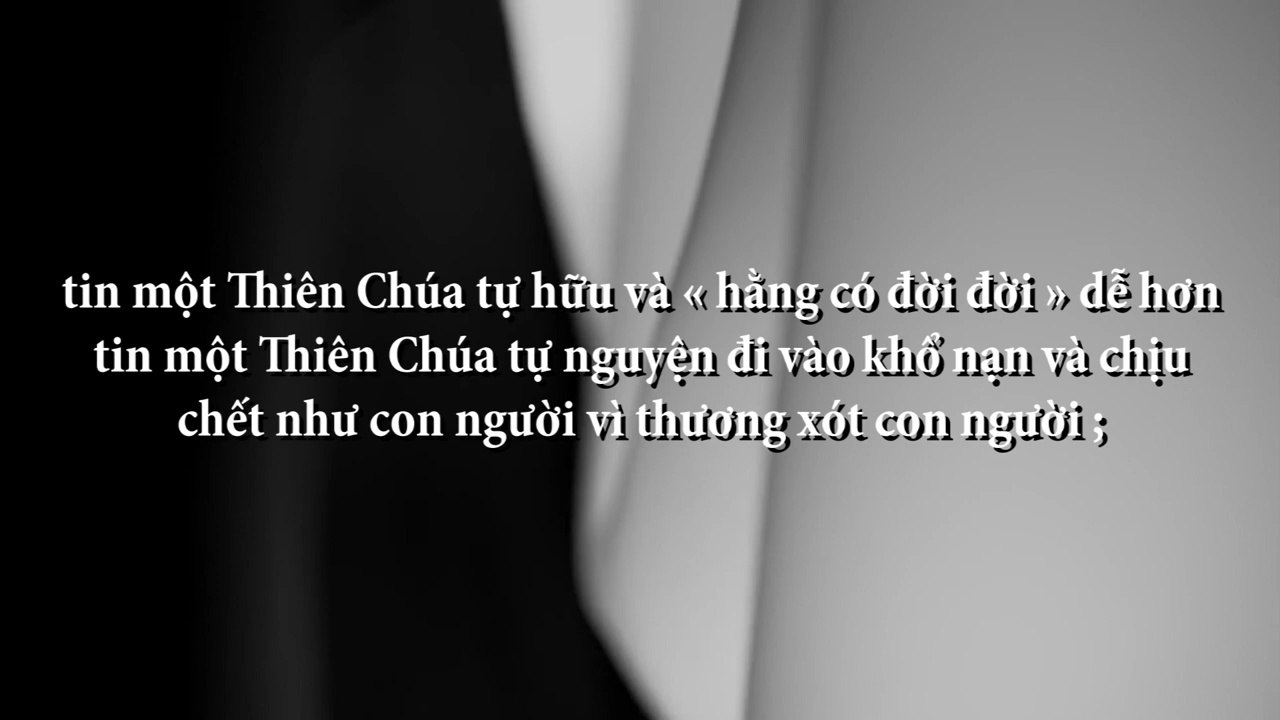 tin một Thiên Chúa tự hữu và « hằng có đời đời » dễ hơn
tin một Thiên Chúa tự nguyện đi vào khổ nạn và chịu
chết như con người vì thương xót con người ;